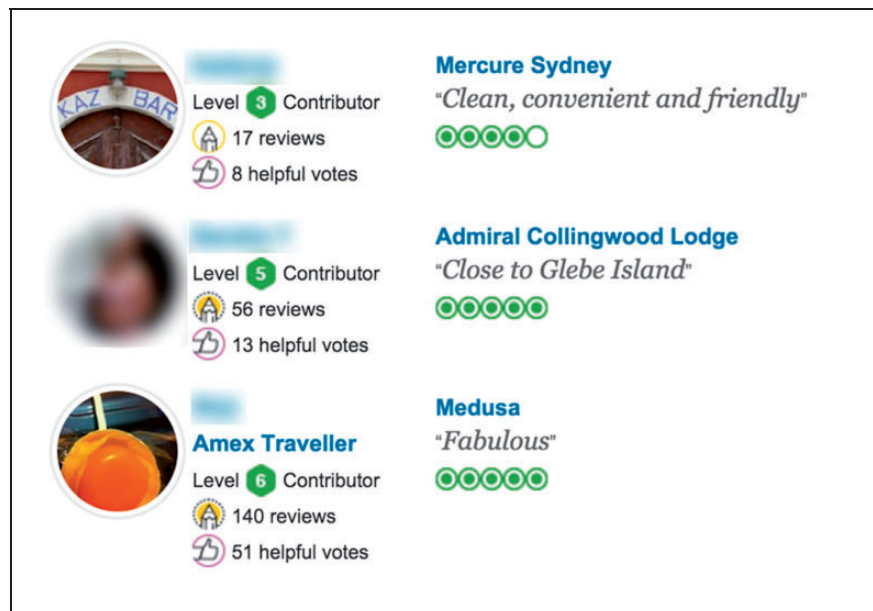 KAZ BAR
Level 3 Contributor
17 reviews
8 helpful votes
Mercure Sydney
"Clean, convenient and friendly"
Level 5 Contributor
56 reviews
13 helpful votes
Admiral Collingwood Lodge
"Close to Glebe Island"
Amex Traveller
Level 6 Contributor
140 reviews
51 helpful votes
Medusa
"Fabulous"